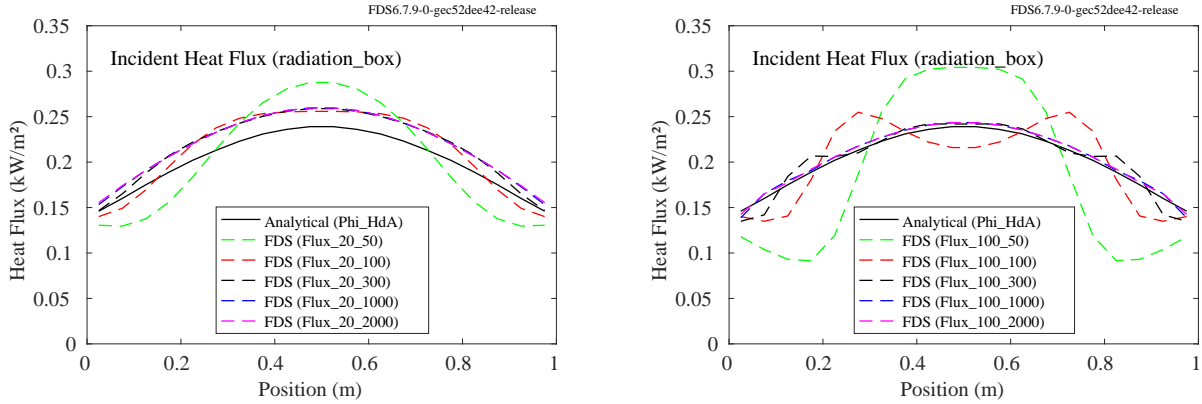 FDS6.7.9-0-gec52dee42-release
Incident Heat Flux (radiation_box)
Heat Flux (kW/m²)
0.35
0.3
0.25
0.2
0.15
0.1
0.05
0
Analytical (Phi_HdA)
FDS (Flux_20_50)
FDS (Flux_20_100)
FDS (Flux_20_300)
FDS (Flux_20_1000)
FDS (Flux_20_2000)
0 0.2 0.4 0.6 0.8 1
Position (m)
FDS6.7.9-0-gec52dee42-release
Incident Heat Flux (radiation_box)
Heat Flux (kW/m²)
0.35
0.3
0.25
0.2
0.15
0.1
0.05
0
Analytical (Phi_HdA)
FDS (Flux_100_50)
FDS (Flux_100_100)
FDS (Flux_100_300)
FDS (Flux_100_1000)
FDS (Flux_100_2000)
0 0.2 0.4 0.6 0.8 1
Position (m)